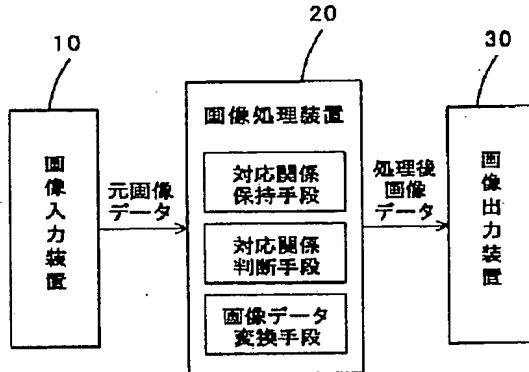 10
20
30
画像入力装置
元画像
データ
画像処理装置
対応関係
保持手段
対応関係
判断手段
画像データ
変換手段
処理後
画像
データ
画像出力装置